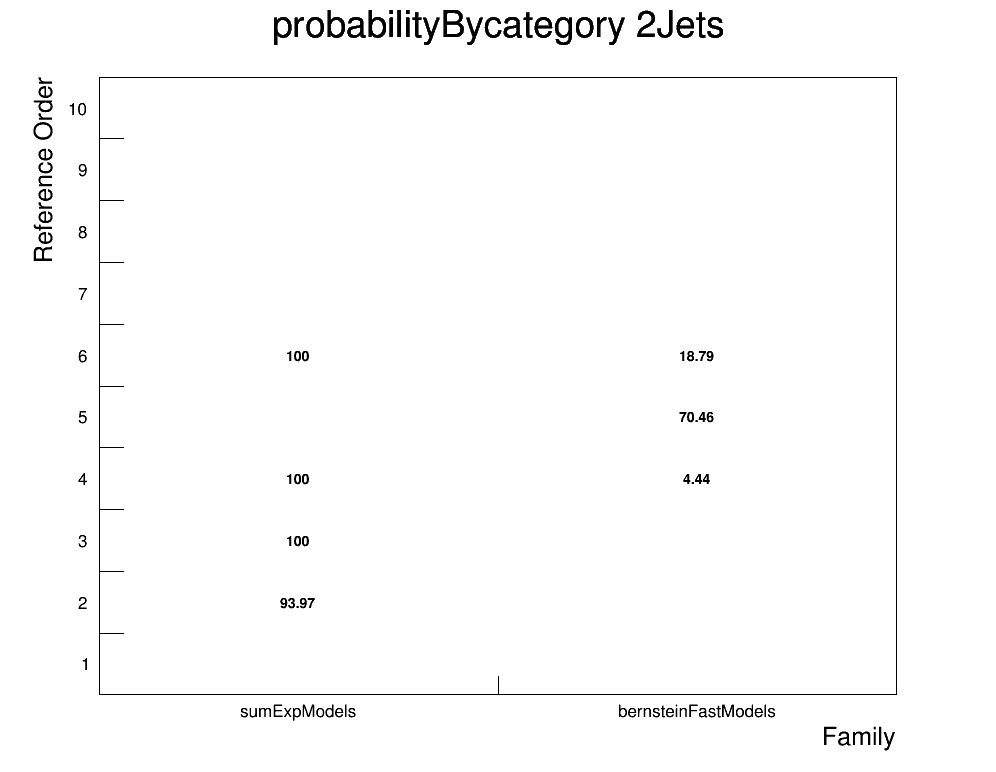 probabilityBycategory 2Jets
Reference Order
10
9
8
7
6 100 18.79
5 70.46
4 100 4.44
3 100
2 93.97
1
sumExpModels bernsteinFastModels
Family